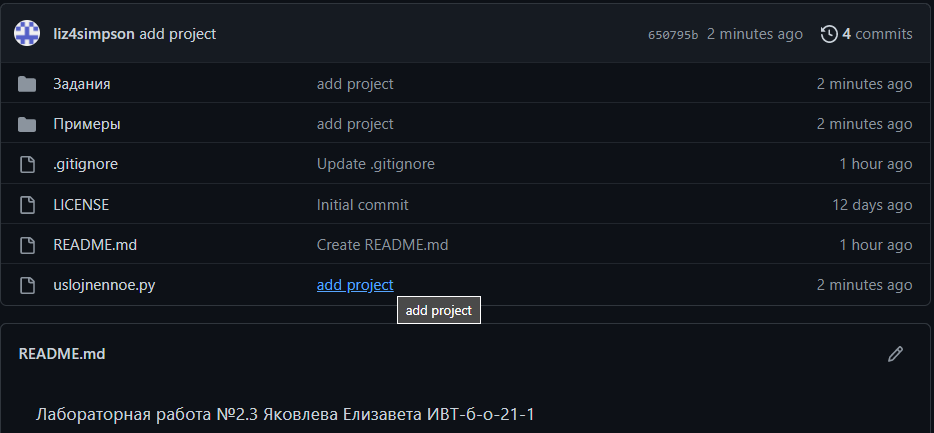 liz4simpson add project 650795b 2 minutes ago 4 commits
Задания add project 2 minutes ago
Примеры add project 2 minutes ago
.gitignore Update .gitignore 1 hour ago
LICENSE Initial commit 12 days ago
README.md Create README.md 1 hour ago
uslojnennoe.py add project 2 minutes ago
add project
README.md
Лабораторная работа №2.3 Яковлева Елизавета ИВТ-б-о-21-1